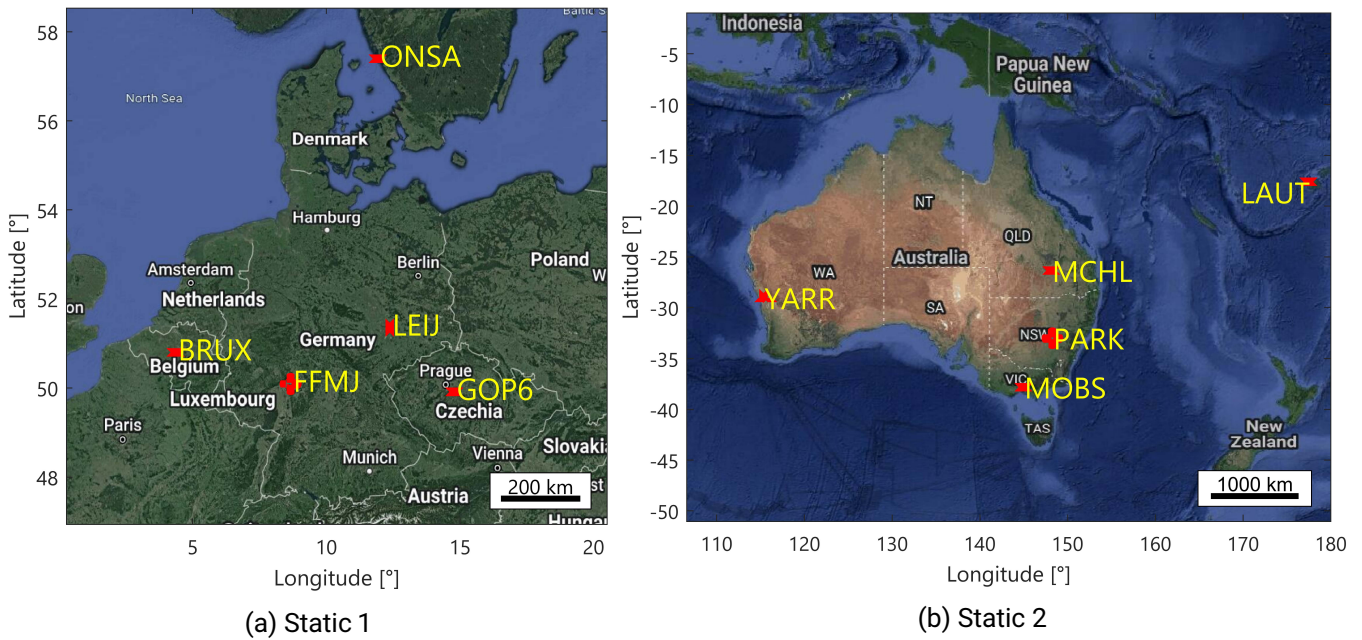 58
56
54
52
50
48
5
10
15
20
Latitude [°]
Longitude [°]
Baltic S
ONSA
North Sea
Denmark
Hamburg
Amsterdam
Berlin
Poland
W
Netherlands
on
LEIJ
Germany
BRUX
Belgium
Prague
FFMJ
GOP6
Luxembourg
Czechia
Paris
Slovaki
Munich
Vienna
200 km
st
Austria
Hungar
(a) Static 1
Indonesia
Papua New
Guinea
-5
-10
-15
-20
-25
-30
-35
-40
-45
-50
110
120
130
140
150
160
170
180
Latitude [°]
Longitude [°]
LAUT
NT
QLD
Australia
WA
MCHL
YARR
SA
NSW
PARK
VIC
MOBS
TAS
New
Zealand
1000 km
(b) Static 2